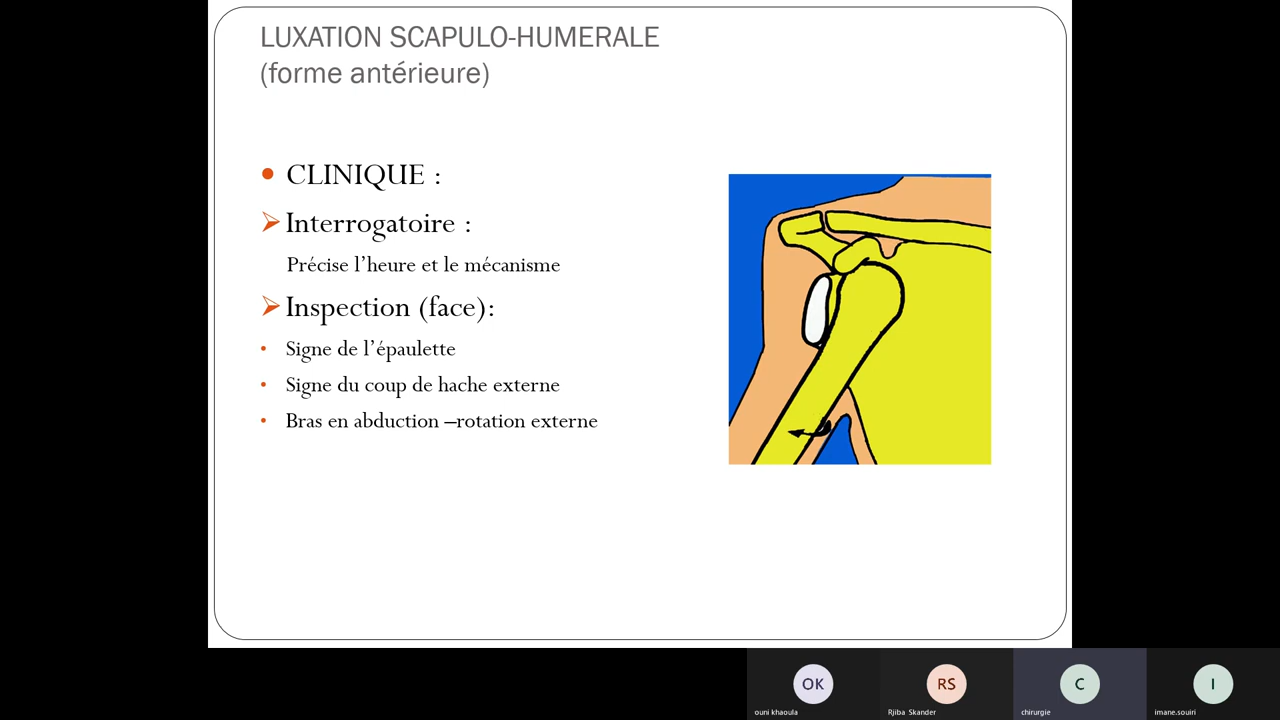 LUXATION SCAPULO-HUMERALE
(forme antérieure)
CLINIQUE :
Interrogatoire :
Précise l’heure et le mécanisme
Inspection (face):
Signe de l’épaulette
Signe du coup de hache externe
Bras en abduction –rotation externe
OK
RS
C
I
ouni khaoula
Rjiba Skander
chirurgie
imane.souiri